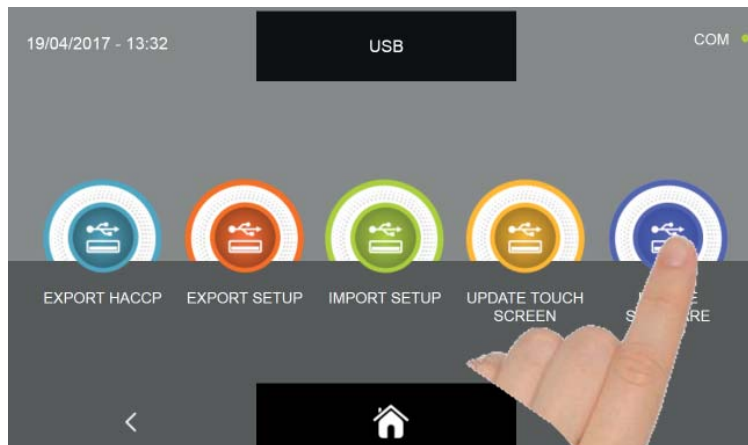 19/04/2017 - 13:32
USB
COM
EXPORT HACCP
EXPORT SETUP
IMPORT SETUP
UPDATE TOUCH
SCREEN